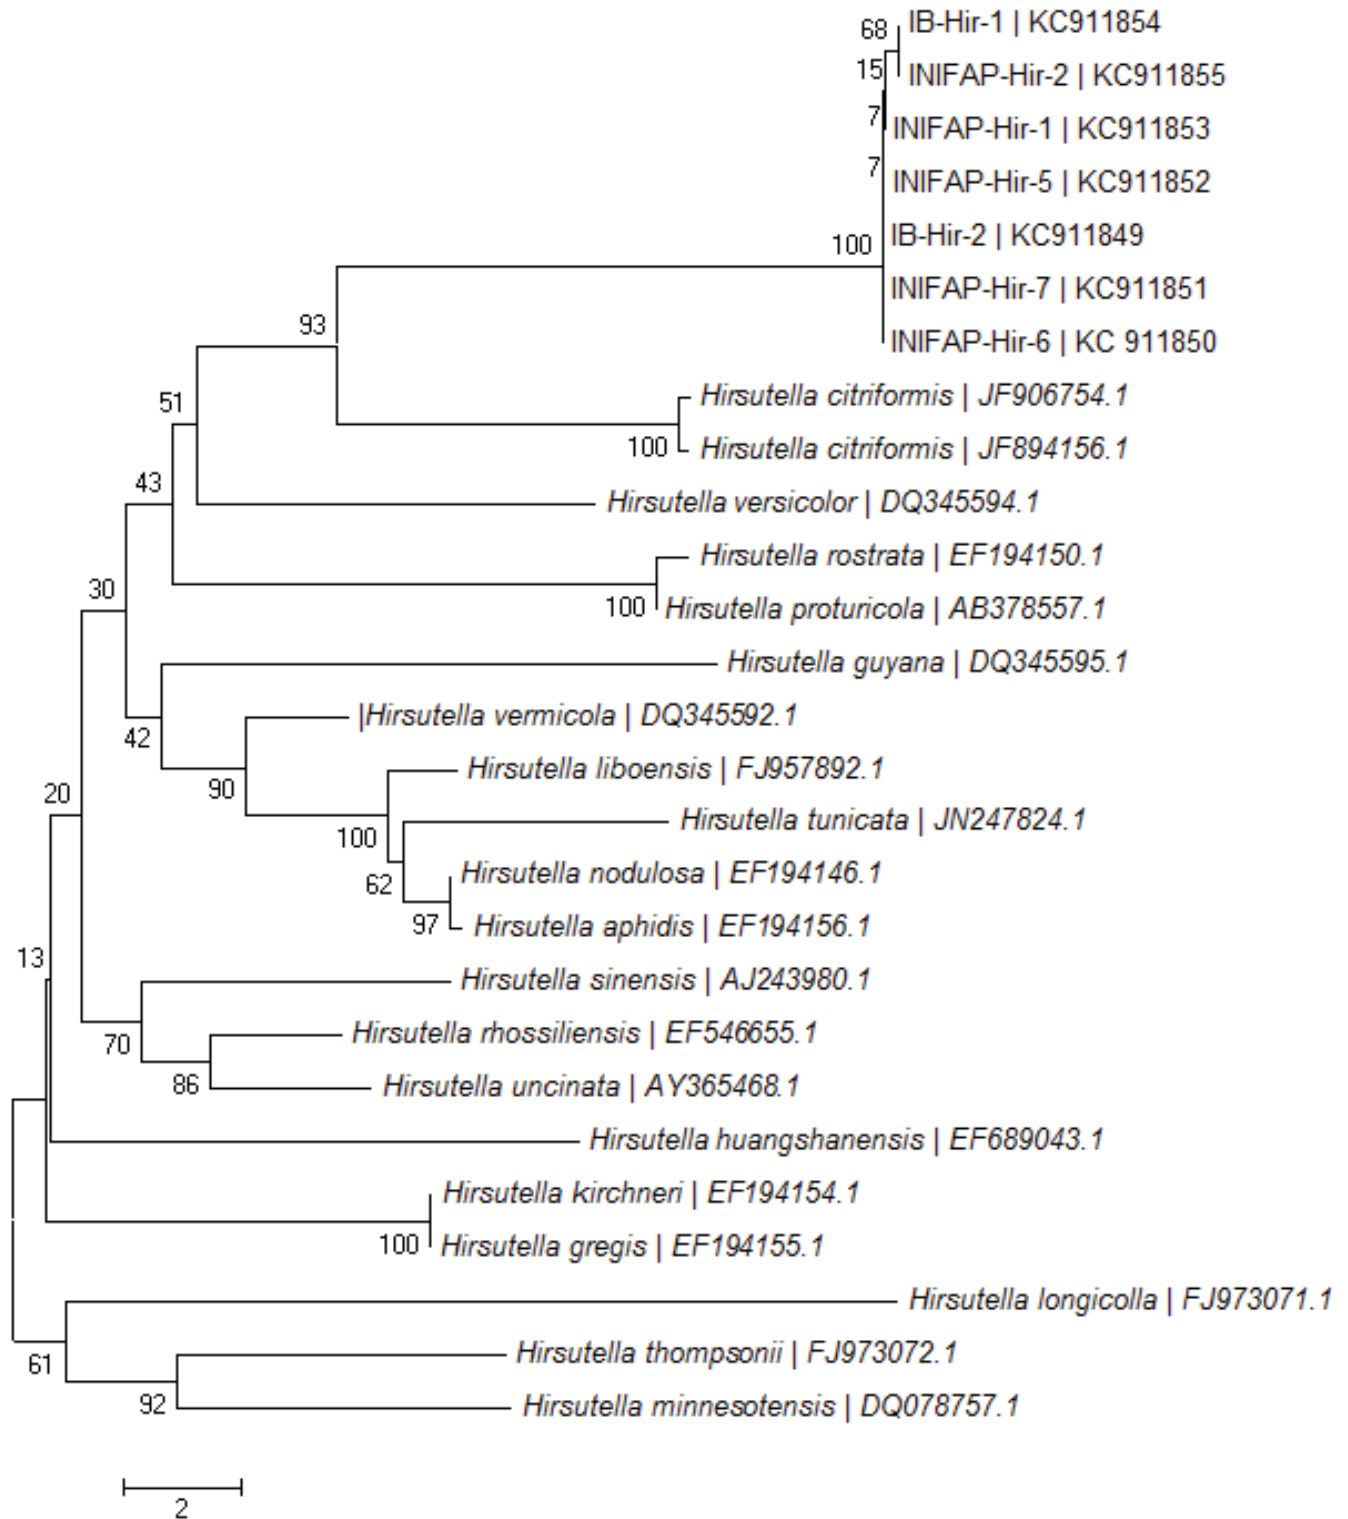 68
IB-Hir-1 | KC911854
15
INIFAP-Hir-2 | KC911855
7
INIFAP-Hir-1 | KC911853
7
INIFAP-Hir-5 | KC911852
100
IB-Hir-2 | KC911849
INIFAP-Hir-7 | KC911851
93
INIFAP-Hir-6 | KC 911850
51
Hirsutella citriformis | JF906754.1
100
Hirsutella citriformis | JF894156.1
43
Hirsutella versicolor | DQ345594.1
Hirsutella rostrata | EF194150.1
30
100
Hirsutella proturicola | AB378557.1
Hirsutella guyana | DQ345595.1
42
|Hirsutella vermicola | DQ345592.1
90
Hirsutella liboensis | FJ957892.1
20
100
Hirsutella tunicata | JN247824.1
62
Hirsutella nodulosa | EF194146.1
97
Hirsutella aphidis | EF194156.1
13
Hirsutella sinensis | AJ243980.1
70
Hirsutella rhossiliensis | EF546655.1
86
Hirsutella uncinata | AY365468.1
Hirsutella huangshanensis | EF689043.1
Hirsutella kirchneri | EF194154.1
100
Hirsutella gregis | EF194155.1
Hirsutella longicolla | FJ973071.1
61
Hirsutella thompsonii | FJ973072.1
92
Hirsutella minnesotensis | DQ078757.1
2